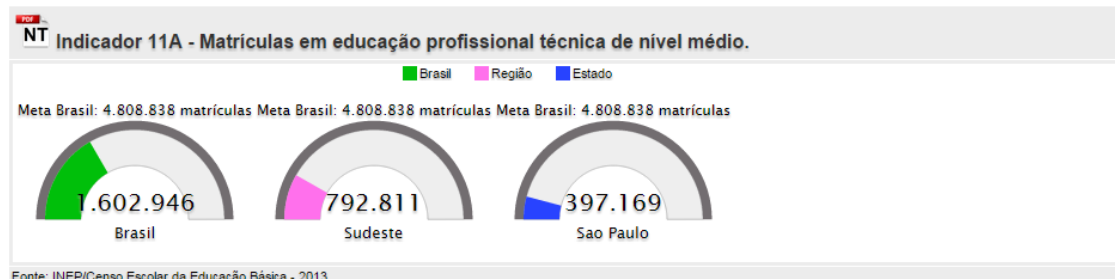 PDF
NT Indicador 11A - Matrículas em educação profissional técnica de nível médio.
Brasil Região Estado
Meta Brasil: 4.808.838 matrículas Meta Brasil: 4.808.838 matrículas Meta Brasil: 4.808.838 matrículas
1.602.946 792.811 397.169
Brasil Sudeste Sao Paulo
Fonte: INEP/Censo Escolar da Educação Básica - 2013